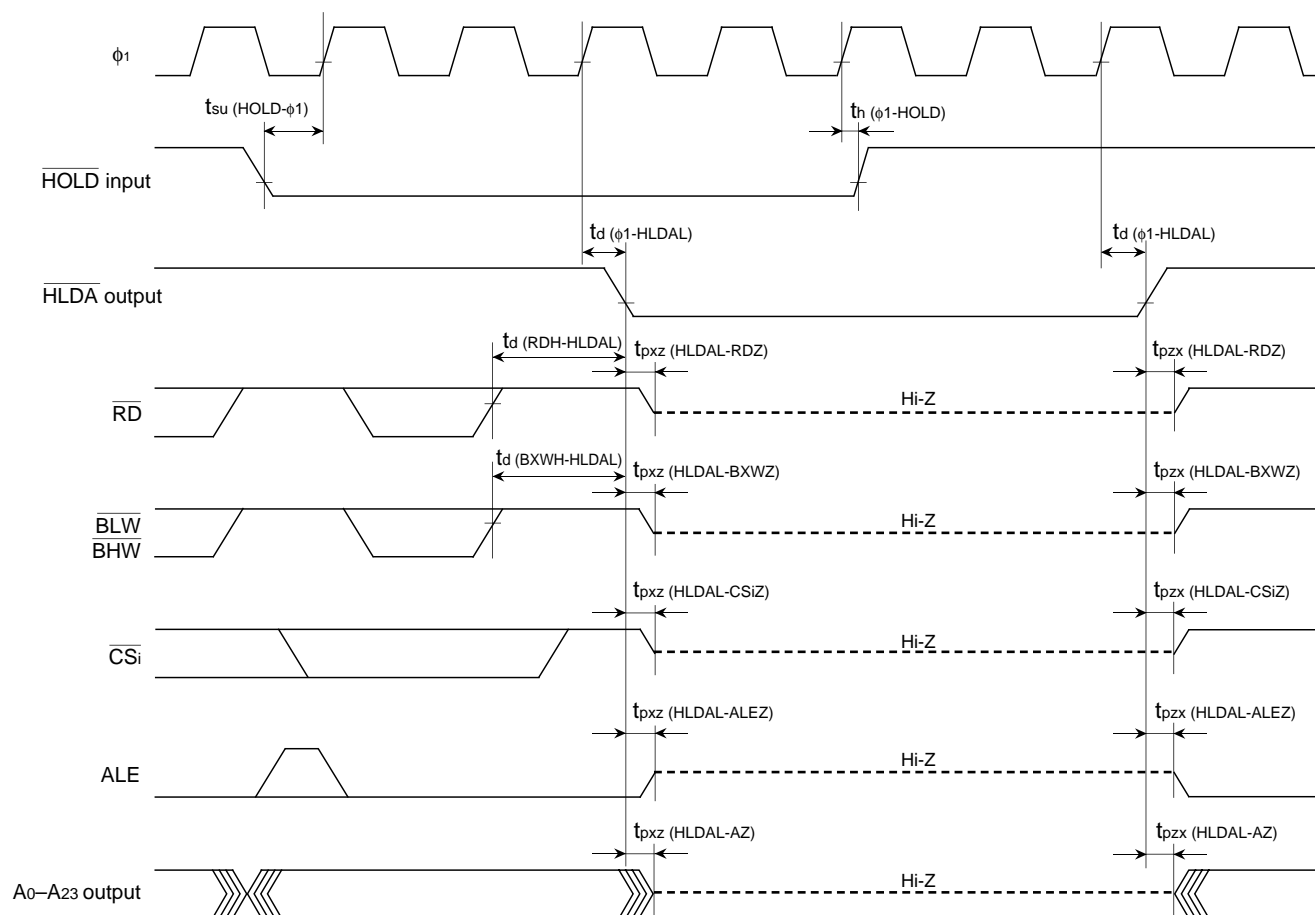 ϕ1
tsu (HOLD-ϕ1)
th (ϕ1-HOLD)
HOLD input
td (ϕ1-HLDAL)
td (ϕ1-HLDAL)
HLDA output
td (RDH-HLDAL)
tpxz (HLDAL-RDZ)
tpzx (HLDAL-RDZ)
RD
Hi-Z
td (BXWH-HLDAL)
tpxz (HLDAL-BXWZ)
tpzx (HLDAL-BXWZ)
BLW
BHW
Hi-Z
tpxz (HLDAL-CSiZ)
tpzx (HLDAL-CSiZ)
CSi
Hi-Z
tpxz (HLDAL-ALEZ)
tpzx (HLDAL-ALEZ)
ALE
Hi-Z
tpxz (HLDAL-AZ)
tpzx (HLDAL-AZ)
A0–A23 output
Hi-Z